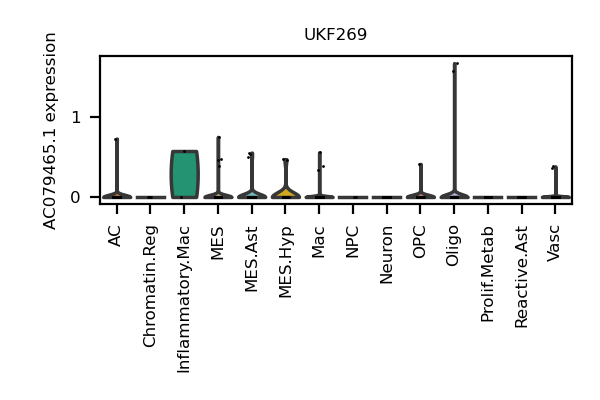 UKF269
AC079465.1 expression
1
0
AC
Chromatin.Reg
Inflammatory.Mac
MES
MES.Ast
MES.Hyp
Mac
NPC
Neuron
OPC
Oligo
Prolif.Metab
Reactive.Ast
Vasc